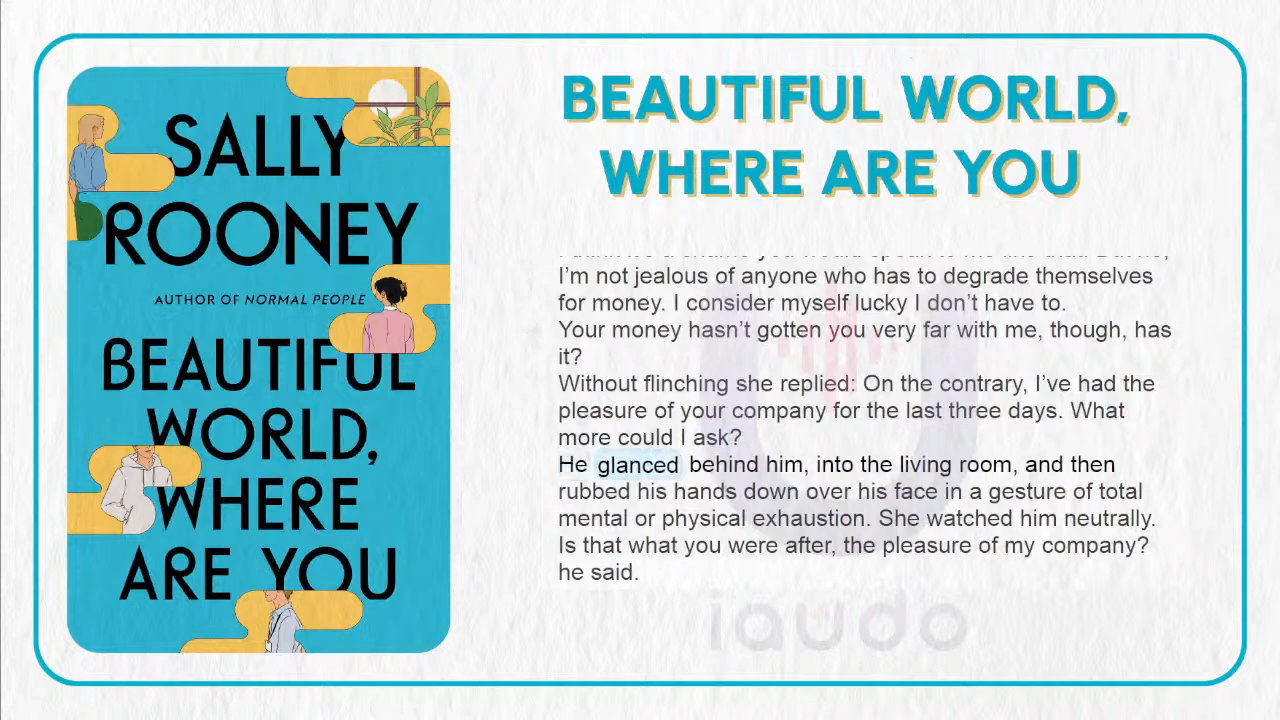 SALLY
ROONEY
AUTHOR OF NORMAL PEOPLE
BEAUTIFUL
WORLD,
WHERE
ARE YOU
BEAUTIFUL WORLD,
WHERE ARE YOU
I'm not jealous of anyone who has to degrade themselves
for money. I consider myself lucky I don't have to.
Your money hasn't gotten you very far with me, though, has
it?
Without flinching she replied: On the contrary, I've had the
pleasure of your company for the last three days. What
more could I ask?
He glanced behind him, into the living room, and then
rubbed his hands down over his face in a gesture of total
mental or physical exhaustion. She watched him neutrally.
Is that what you were after, the pleasure of my company?
he said.
iaudo